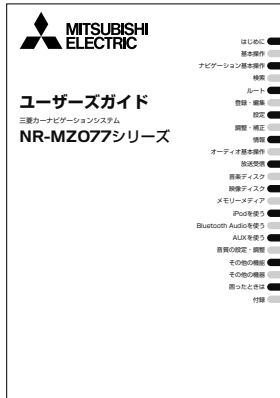 MITSUBISHI
ELECTRIC
ユーザーズガイド
三菱カーナビゲーションシステム
NR-MZ077シリーズ
はじめに
基本操作
ナビゲーション基本操作
検索
ルート
登録・編集
設定
調整・補正
情報
オーディオ基本操作
放送受信
音楽ディスク
映像ディスク
メモリーメディア
iPodを使う
Bluetooth Audioを使う
AUXを使う
音質の設定・調整
その他の機能
その他の機器
困ったときは
付録